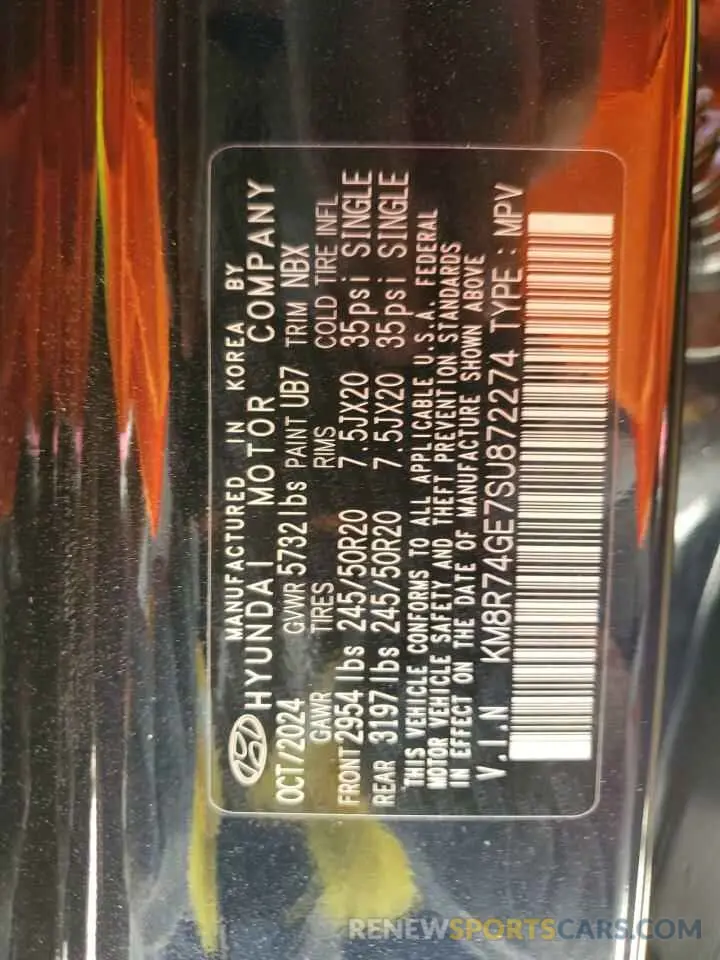 MANUFACTURED IN KOREA BY
HYUNDAI MOTOR COMPANY
OCT/2024 GVWR 5732lbs PAINT UB7 TRIM NBX
GAWR TIRES RIMS COLD TIRE INFL
FRONT 2954 lbs 245/50R20 7.5JX20 35psi SINGLE
REAR 3197 lbs 245/50R20 7.5JX20 35psi SINGLE
THIS VEHICLE CONFORMS TO ALL APPLICABLE U.S.A. FEDERAL
MOTOR VEHICLE SAFETY AND THEFT PREVENTION STANDARDS
IN EFFECT ON THE DATE OF MANUFACTURE SHOWN ABOVE
V.I.N KM8R74GE7SU872274 TYPE : MPV
RENEWSPORTSCARS.COM